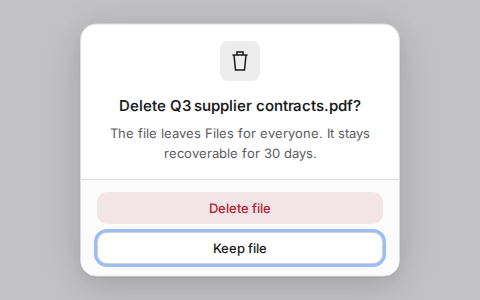 Delete Q3 supplier contracts.pdf?
The file leaves Files for everyone. It stays
recoverable for 30 days.
Delete file
Keep file